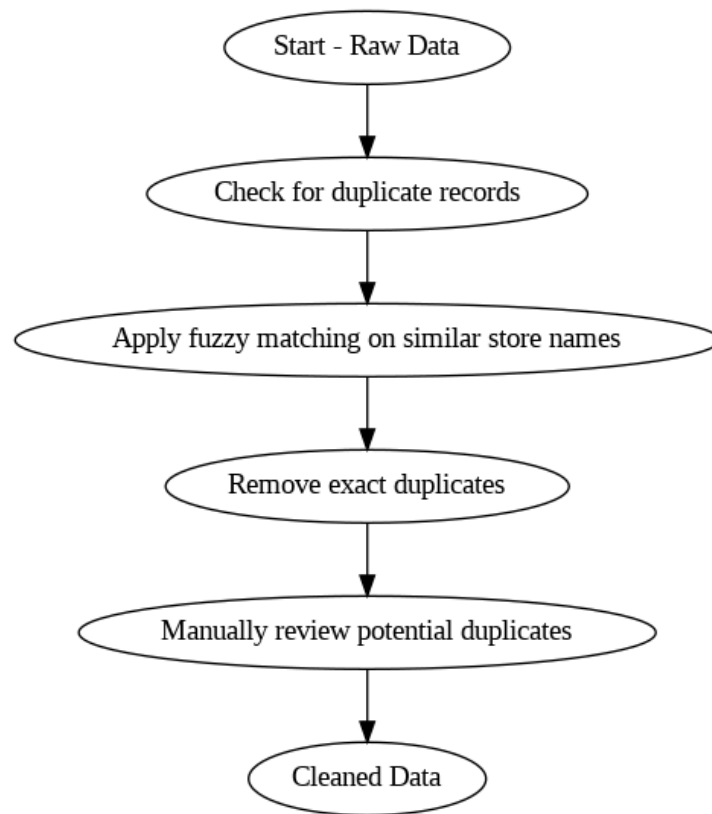 Start - Raw Data
Check for duplicate records
Apply fuzzy matching on similar store names
Remove exact duplicates
Manually review potential duplicates
Cleaned Data